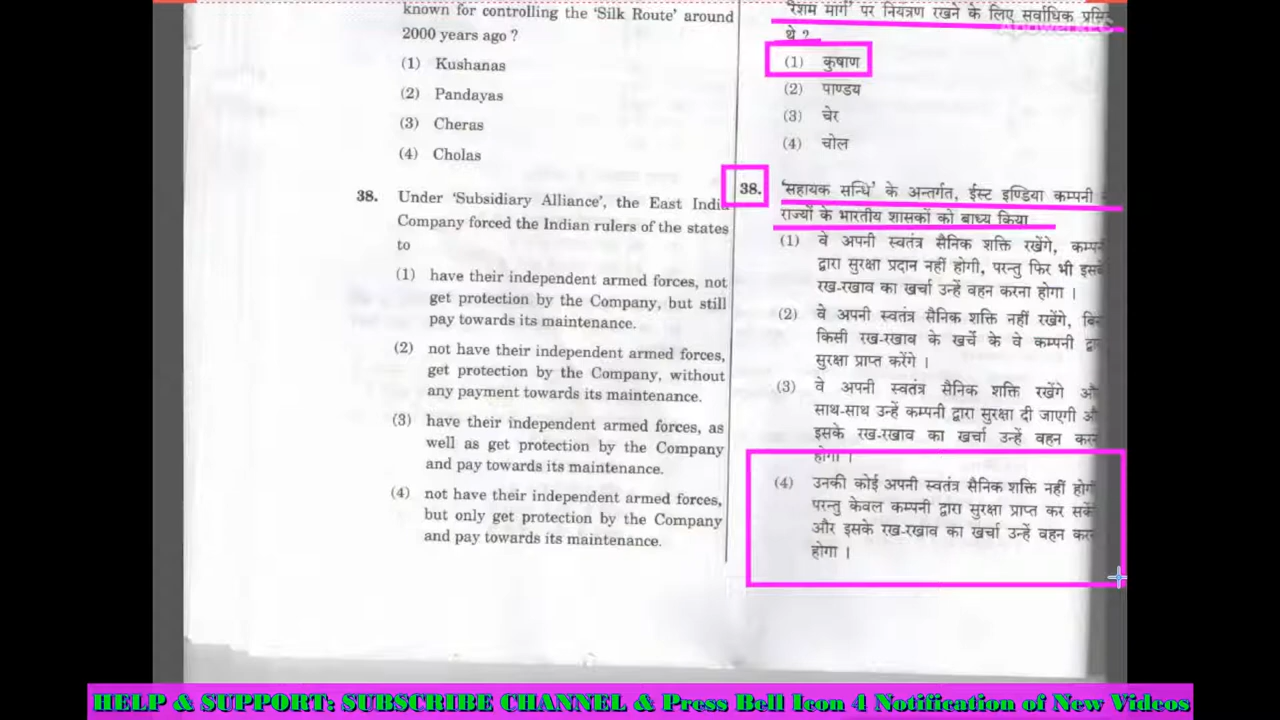 known for controlling the ‘Silk Route’ around
2000 years ago ?
(1) Kushanas
(2) Pandayas
(3) Cheras
(4) Cholas
38. Under ‘Subsidiary Alliance’, the East India
Company forced the Indian rulers of the states
to
(1) have their independent armed forces, not
get protection by the Company, but still
pay towards its maintenance.
(2) not have their independent armed forces,
get protection by the Company, without
any payment towards its maintenance.
(3) have their independent armed forces, as
well as get protection by the Company
and pay towards its maintenance.
(4) not have their independent armed forces,
but only get protection by the Company
and pay towards its maintenance.
‘रेशम मार्ग’ पर नियंत्रण रखने के लिए सर्वाधिक
थे ?
(1) कुषाण
(2) पाण्डय
(3) चेर
(4) चोल
38. ‘सहायक सन्धि’ के अन्तर्गत, ईस्ट इण्डिया कम्पनी
राज्यों के भारतीय शासकों को बाध्य किया
(1) वे अपनी स्वतंत्र सैनिक शक्ति रखेंगे,
द्वारा सुरक्षा प्रदान नहीं होगी, परन्तु फिर भी
रख-रखाव का खर्चा उन्हें वहन करना होगा ।
(2) वे अपनी स्वतंत्र सैनिक शक्ति नहीं रखेंगे,
किसी रख-रखाव के खर्चे के वे कम्पनी
सुरक्षा प्राप्त करेंगे ।
(3) वे अपनी स्वतंत्र सैनिक शक्ति रखेंगे
साथ-साथ उन्हें कम्पनी द्वारा सुरक्षा दी जाएगी
इसके रख-रखाव का खर्चा उन्हें वहन
होगा ।
(4) उनकी कोई अपनी स्वतंत्र सैनिक शक्ति नहीं
परन्तु केवल कम्पनी द्वारा सुरक्षा प्राप्त कर
और इसके रख-रखाव का खर्चा उन्हें वहन
होगा ।
HELP & SUPPORT: SUBSCRIBE CHANNEL & Press Bell Icon 4 Notification of New Videos